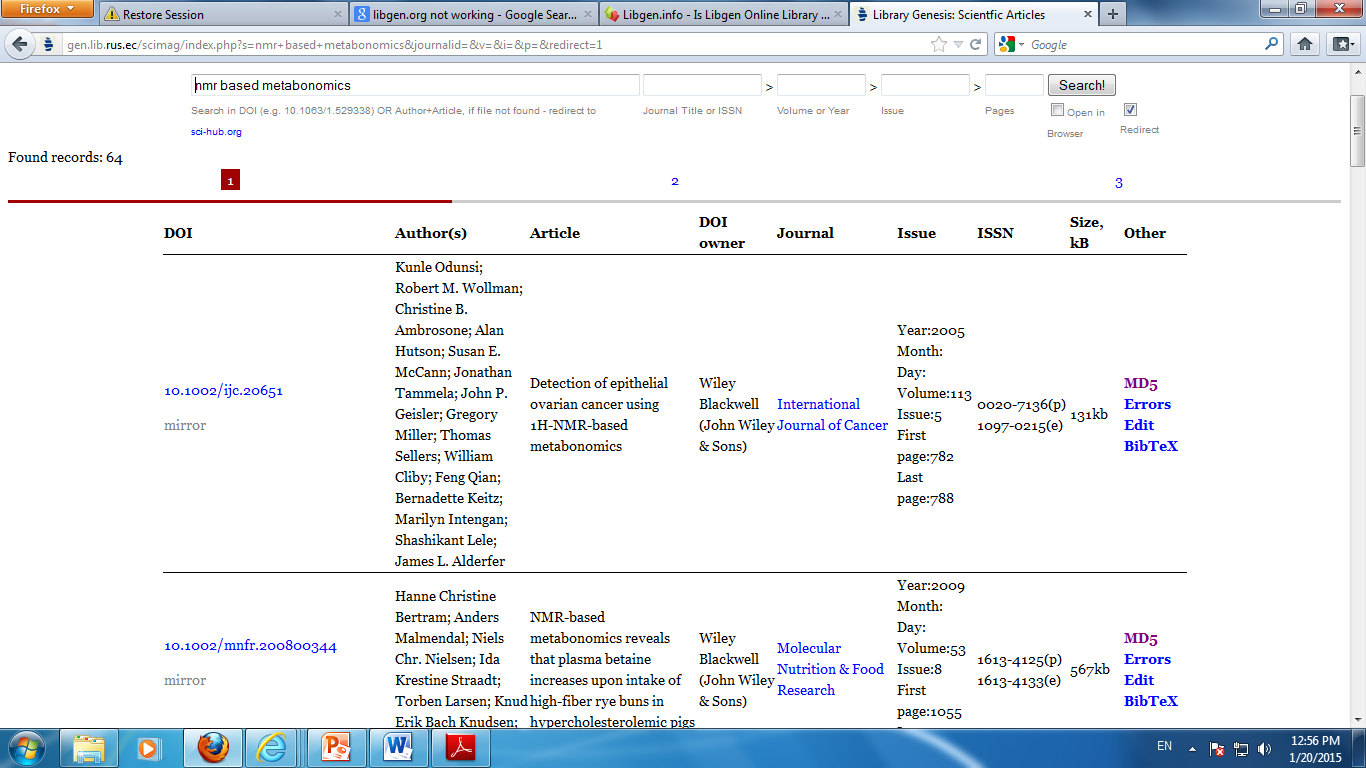 Firefox
Restore Session
libgen.org not working - Google Sear...
Libgen.info - Is Libgen Online Library ...
Library Genesis: Scientfic Articles
gen.lib.rus.ec/scimag/index.php?s=nmr+based+metabonomics&journalid=&v=&i=&p=&redirect=1
Google
nmr based metabonomics
>
>
>
>
Search!
Search in DOI (e.g. 10.1063/1.529338) OR Author+Article, if file not found - redirect to
sci-hub.org
Journal Title or ISSN
Volume or Year
Issue
Pages
Open in
Browser
Redirect
Found records: 64
1
2
3
DOI
Author(s)
Article
DOI
owner
Journal
Issue
ISSN
Size,
kB
Other
10.1002/ijc.20651
mirror
Kunle Odunsi;
Robert M. Wollman;
Christine B.
Ambrosone; Alan
Hutson; Susan E.
McCann; Jonathan
Tammela; John P.
Geisler; Gregory
Miller; Thomas
Sellers; William
Cliby; Feng Qian;
Bernadette Keitz;
Marilyn Intengan;
Shashikant Lele;
James L. Alderfer
Detection of epithelial
ovarian cancer using
1H-NMR-based
metabonomics
Wiley
Blackwell
(John Wiley
& Sons)
International
Journal of Cancer
Year:2005
Month:
Day:
Volume:113
Issue:5
First
page:782
Last
page:788
0020-7136(p)
1097-0215(e)
131kb
MD5
Errors
Edit
BibTeX
10.1002/mnfr.200800344
mirror
Hanne Christine
Bertram; Anders
Malmendal; Niels
Chr. Nielsen; Ida
Krestine Straadt;
Torben Larsen; Knud
Erik Bach Knudsen;
NMR-based
metabonomics reveals
that plasma betaine
increases upon intake of
high-fiber rye buns in
hypercholesterolemic pigs
Wiley
Blackwell
(John Wiley
& Sons)
Molecular
Nutrition & Food
Research
Year:2009
Month:
Day:
Volume:53
Issue:8
First
page:1055
1613-4125(p)
1613-4133(e)
567kb
MD5
Errors
Edit
BibTeX
EN
12:56 PM
1/20/2015